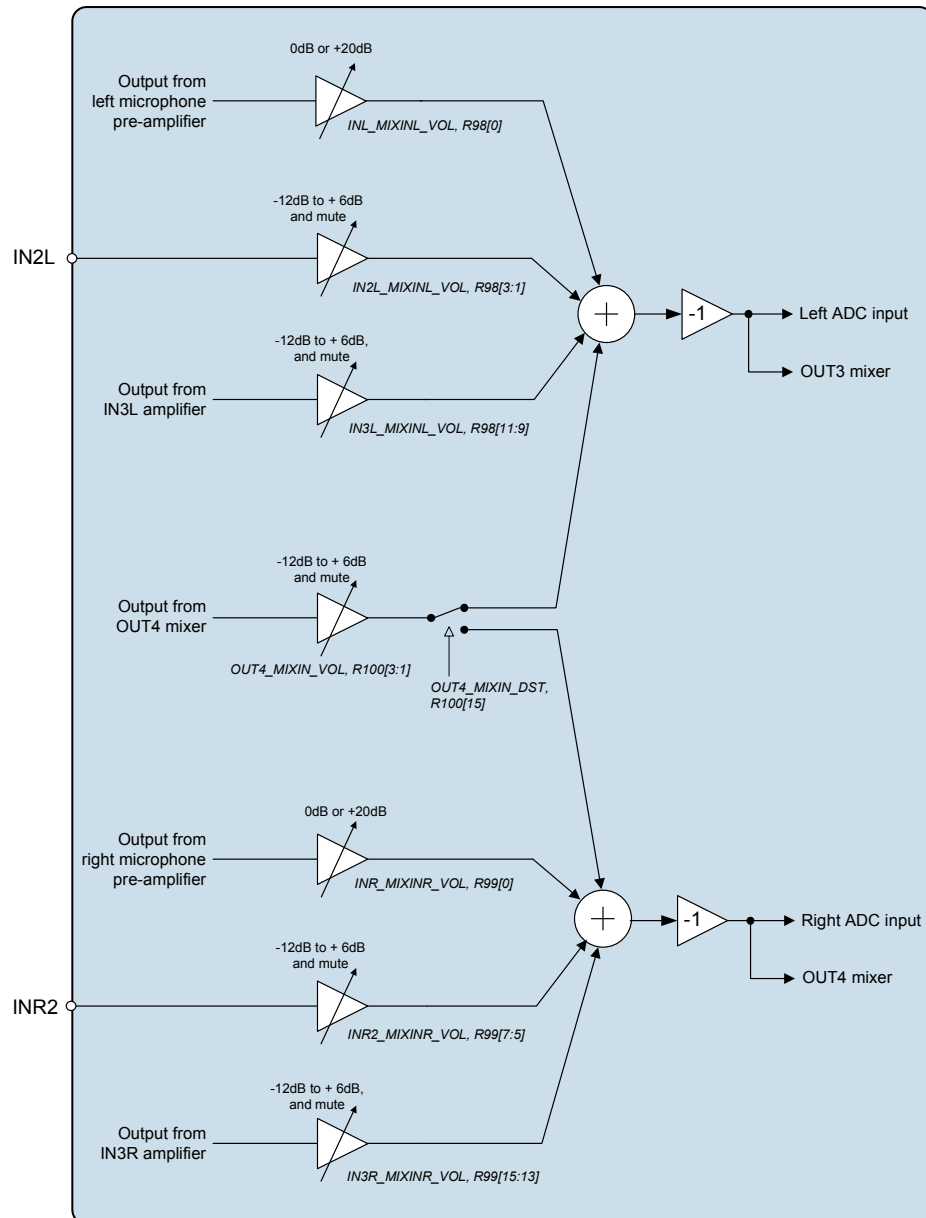 0dB or +20dB
Output from
left microphone
pre-amplifier
INL_MIXINL_VOL, R98[0]
-12dB to + 6dB
and mute
IN2L
IN2L_MIXINL_VOL, R98[3:1]
+
-1
Left ADC input
OUT3 mixer
-12dB to + 6dB,
and mute
Output from
IN3L amplifier
IN3L_MIXINL_VOL, R98[11:9]
-12dB to + 6dB
and mute
Output from
OUT4 mixer
OUT4_MIXIN_VOL, R100[3:1]
OUT4_MIXIN_DST,
R100[15]
0dB or +20dB
Output from
right microphone
pre-amplifier
INR_MIXINR_VOL, R99[0]
+
-1
Right ADC input
OUT4 mixer
-12dB to + 6dB
and mute
INR2
INR2_MIXINR_VOL, R99[7:5]
-12dB to + 6dB,
and mute
Output from
IN3R amplifier
IN3R_MIXINR_VOL, R99[15:13]